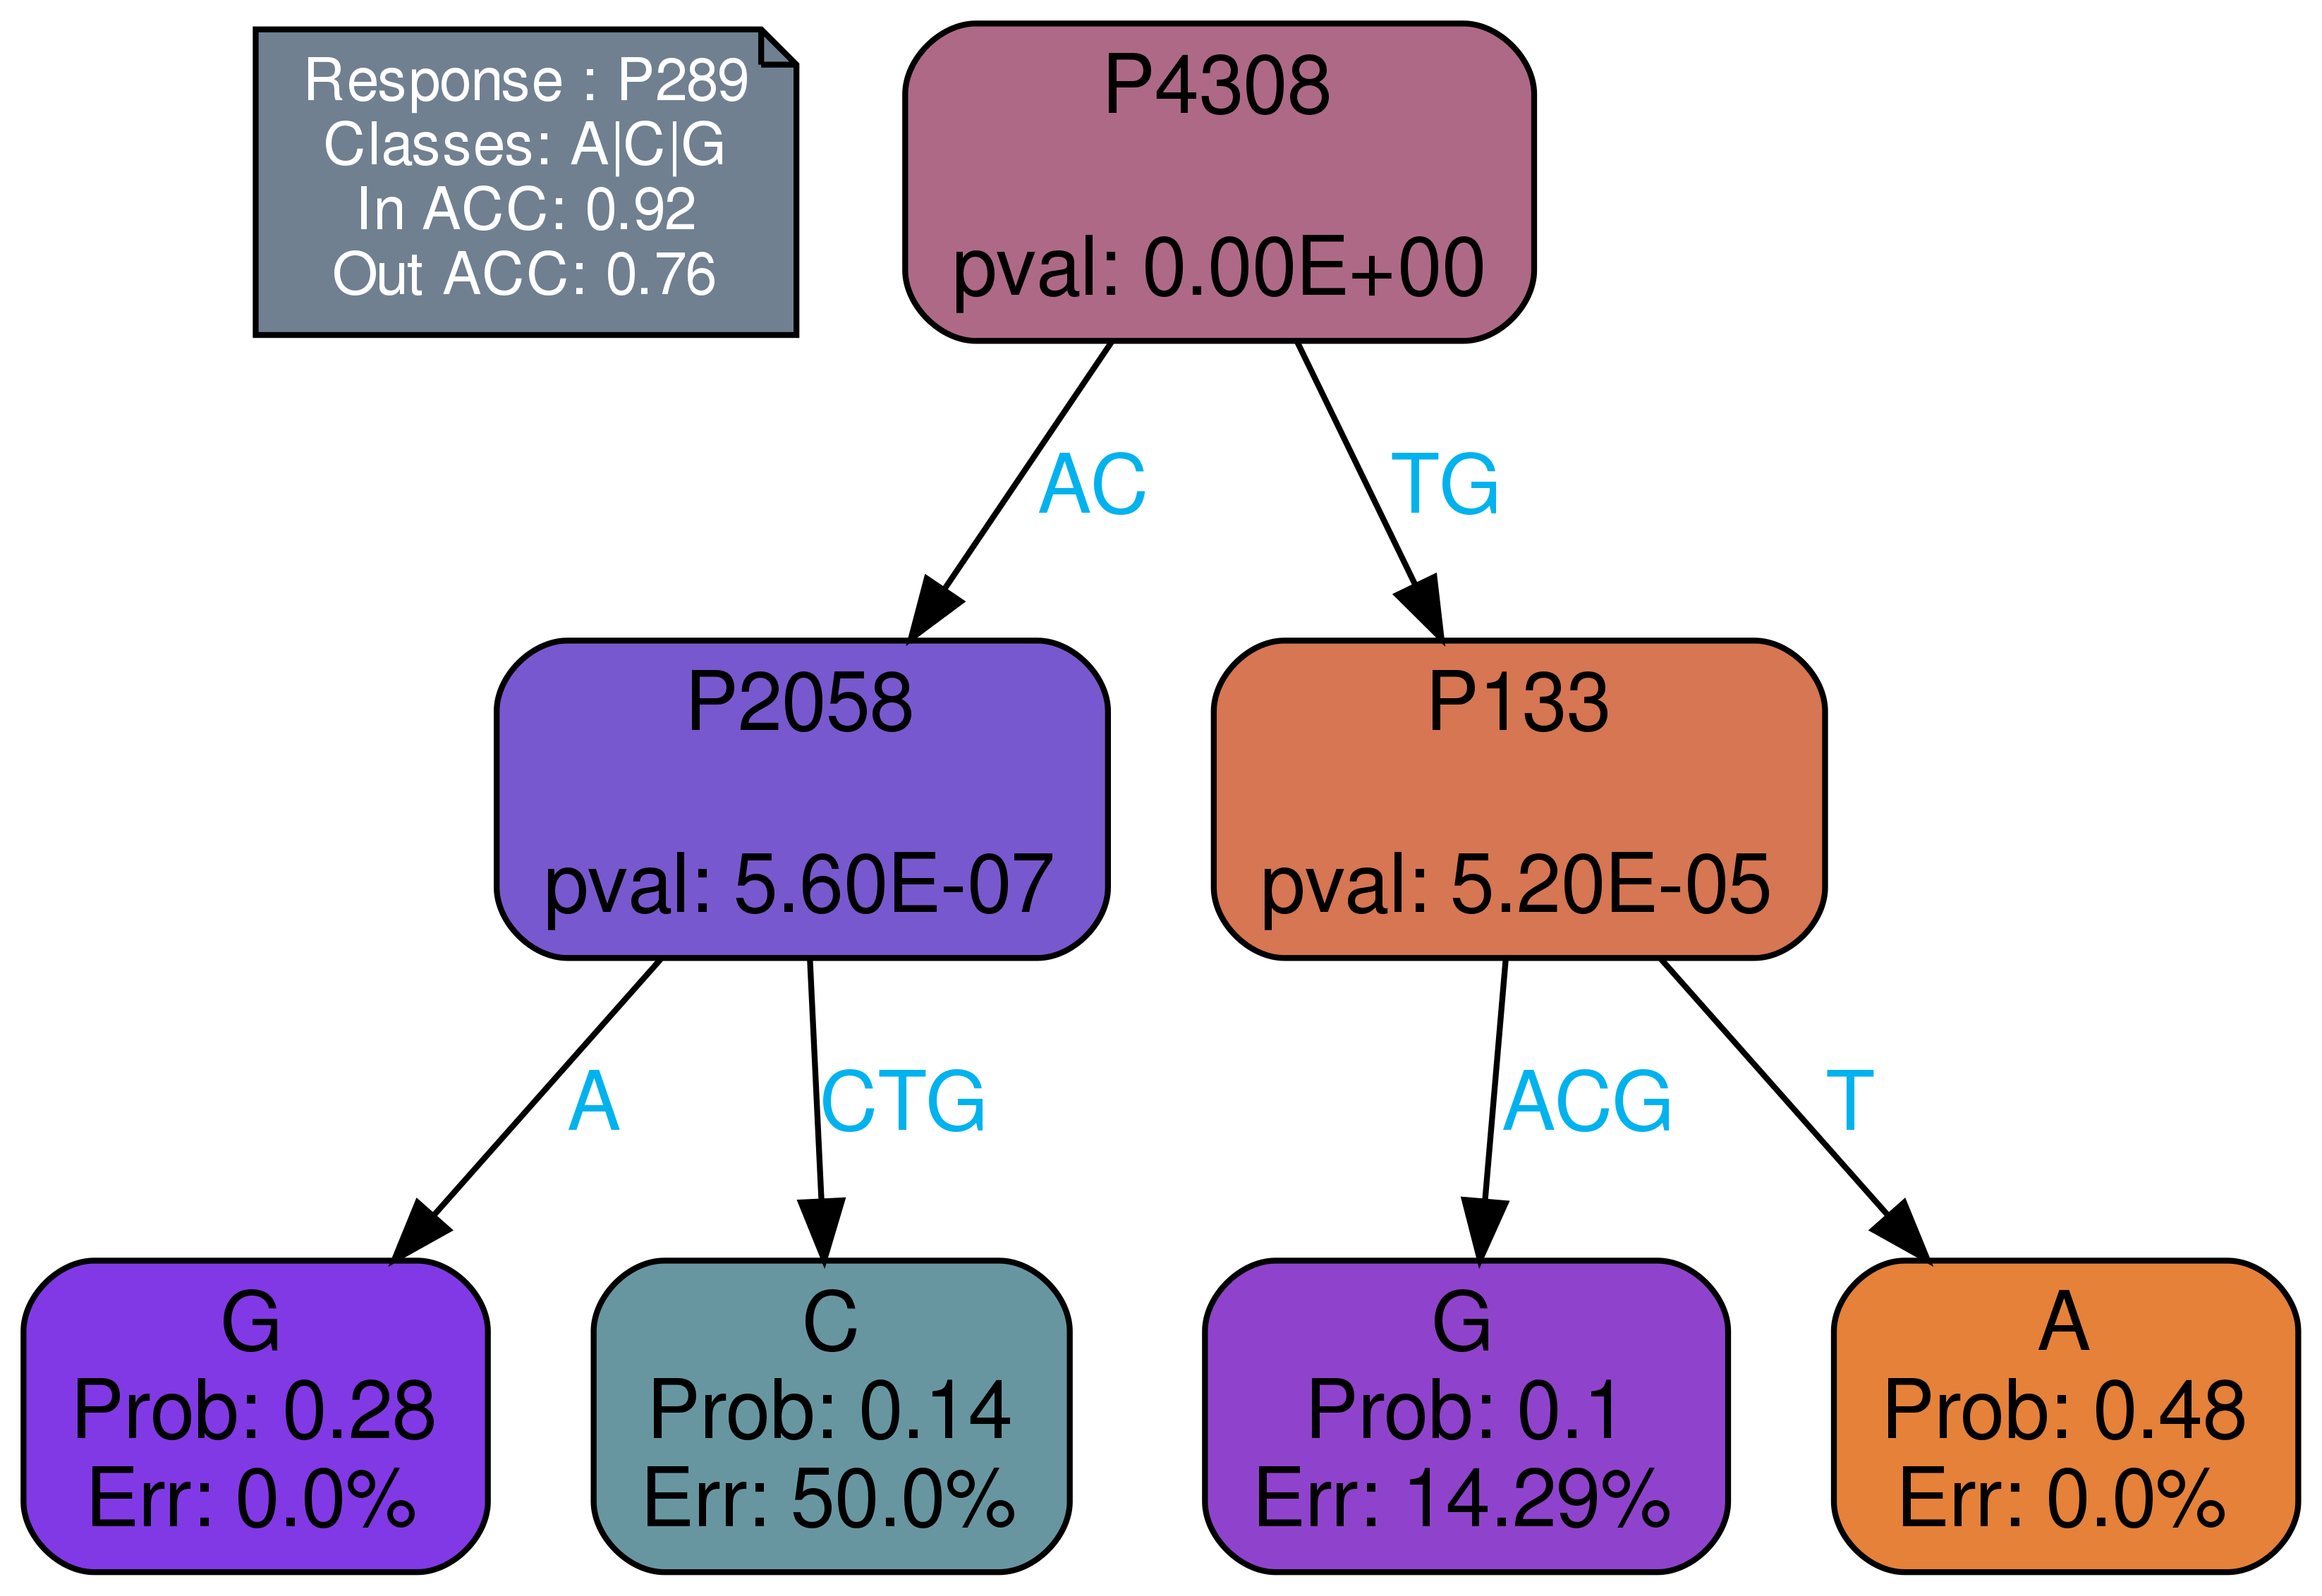 Response : P289
Classes: A|C|G
In ACC: 0.92
Out ACC: 0.76
P4308
pval: 0.00E+00
AC
TG
P2058
pval: 5.60E-07
P133
pval: 5.20E-05
A
CTG
ACG
T
G
Prob: 0.28
Err: 0.0%
C
Prob: 0.14
Err: 50.0%
G
Prob: 0.1
Err: 14.29%
A
Prob: 0.48
Err: 0.0%